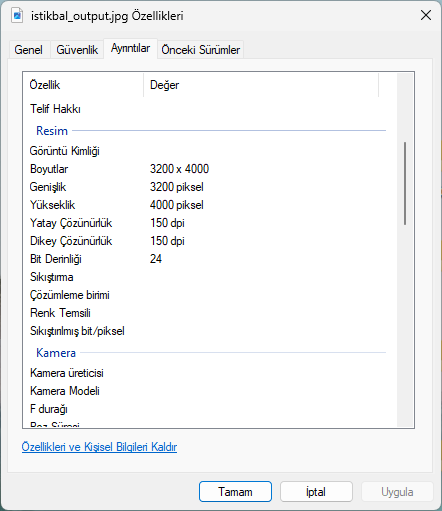 istikbal_output.jpg Özellikleri
Genel Güvenlik Ayrıntılar Önceki Sürümler
Özellik Değer
Telif Hakkı
Resim
Görüntü Kimliği
Boyutlar 3200 x 4000
Genişlik 3200 piksel
Yükseklik 4000 piksel
Yatay Çözünürlük 150 dpi
Dikey Çözünürlük 150 dpi
Bit Derinliği 24
Sıkıştırma
Çözümleme birimi
Renk Temsili
Sıkıştırılmış bit/piksel
Kamera
Kamera üreticisi
Kamera Modeli
F durağı
Poz Süresi
Özellikleri ve Kişisel Bilgileri Kaldır
Tamam İptal Uygula